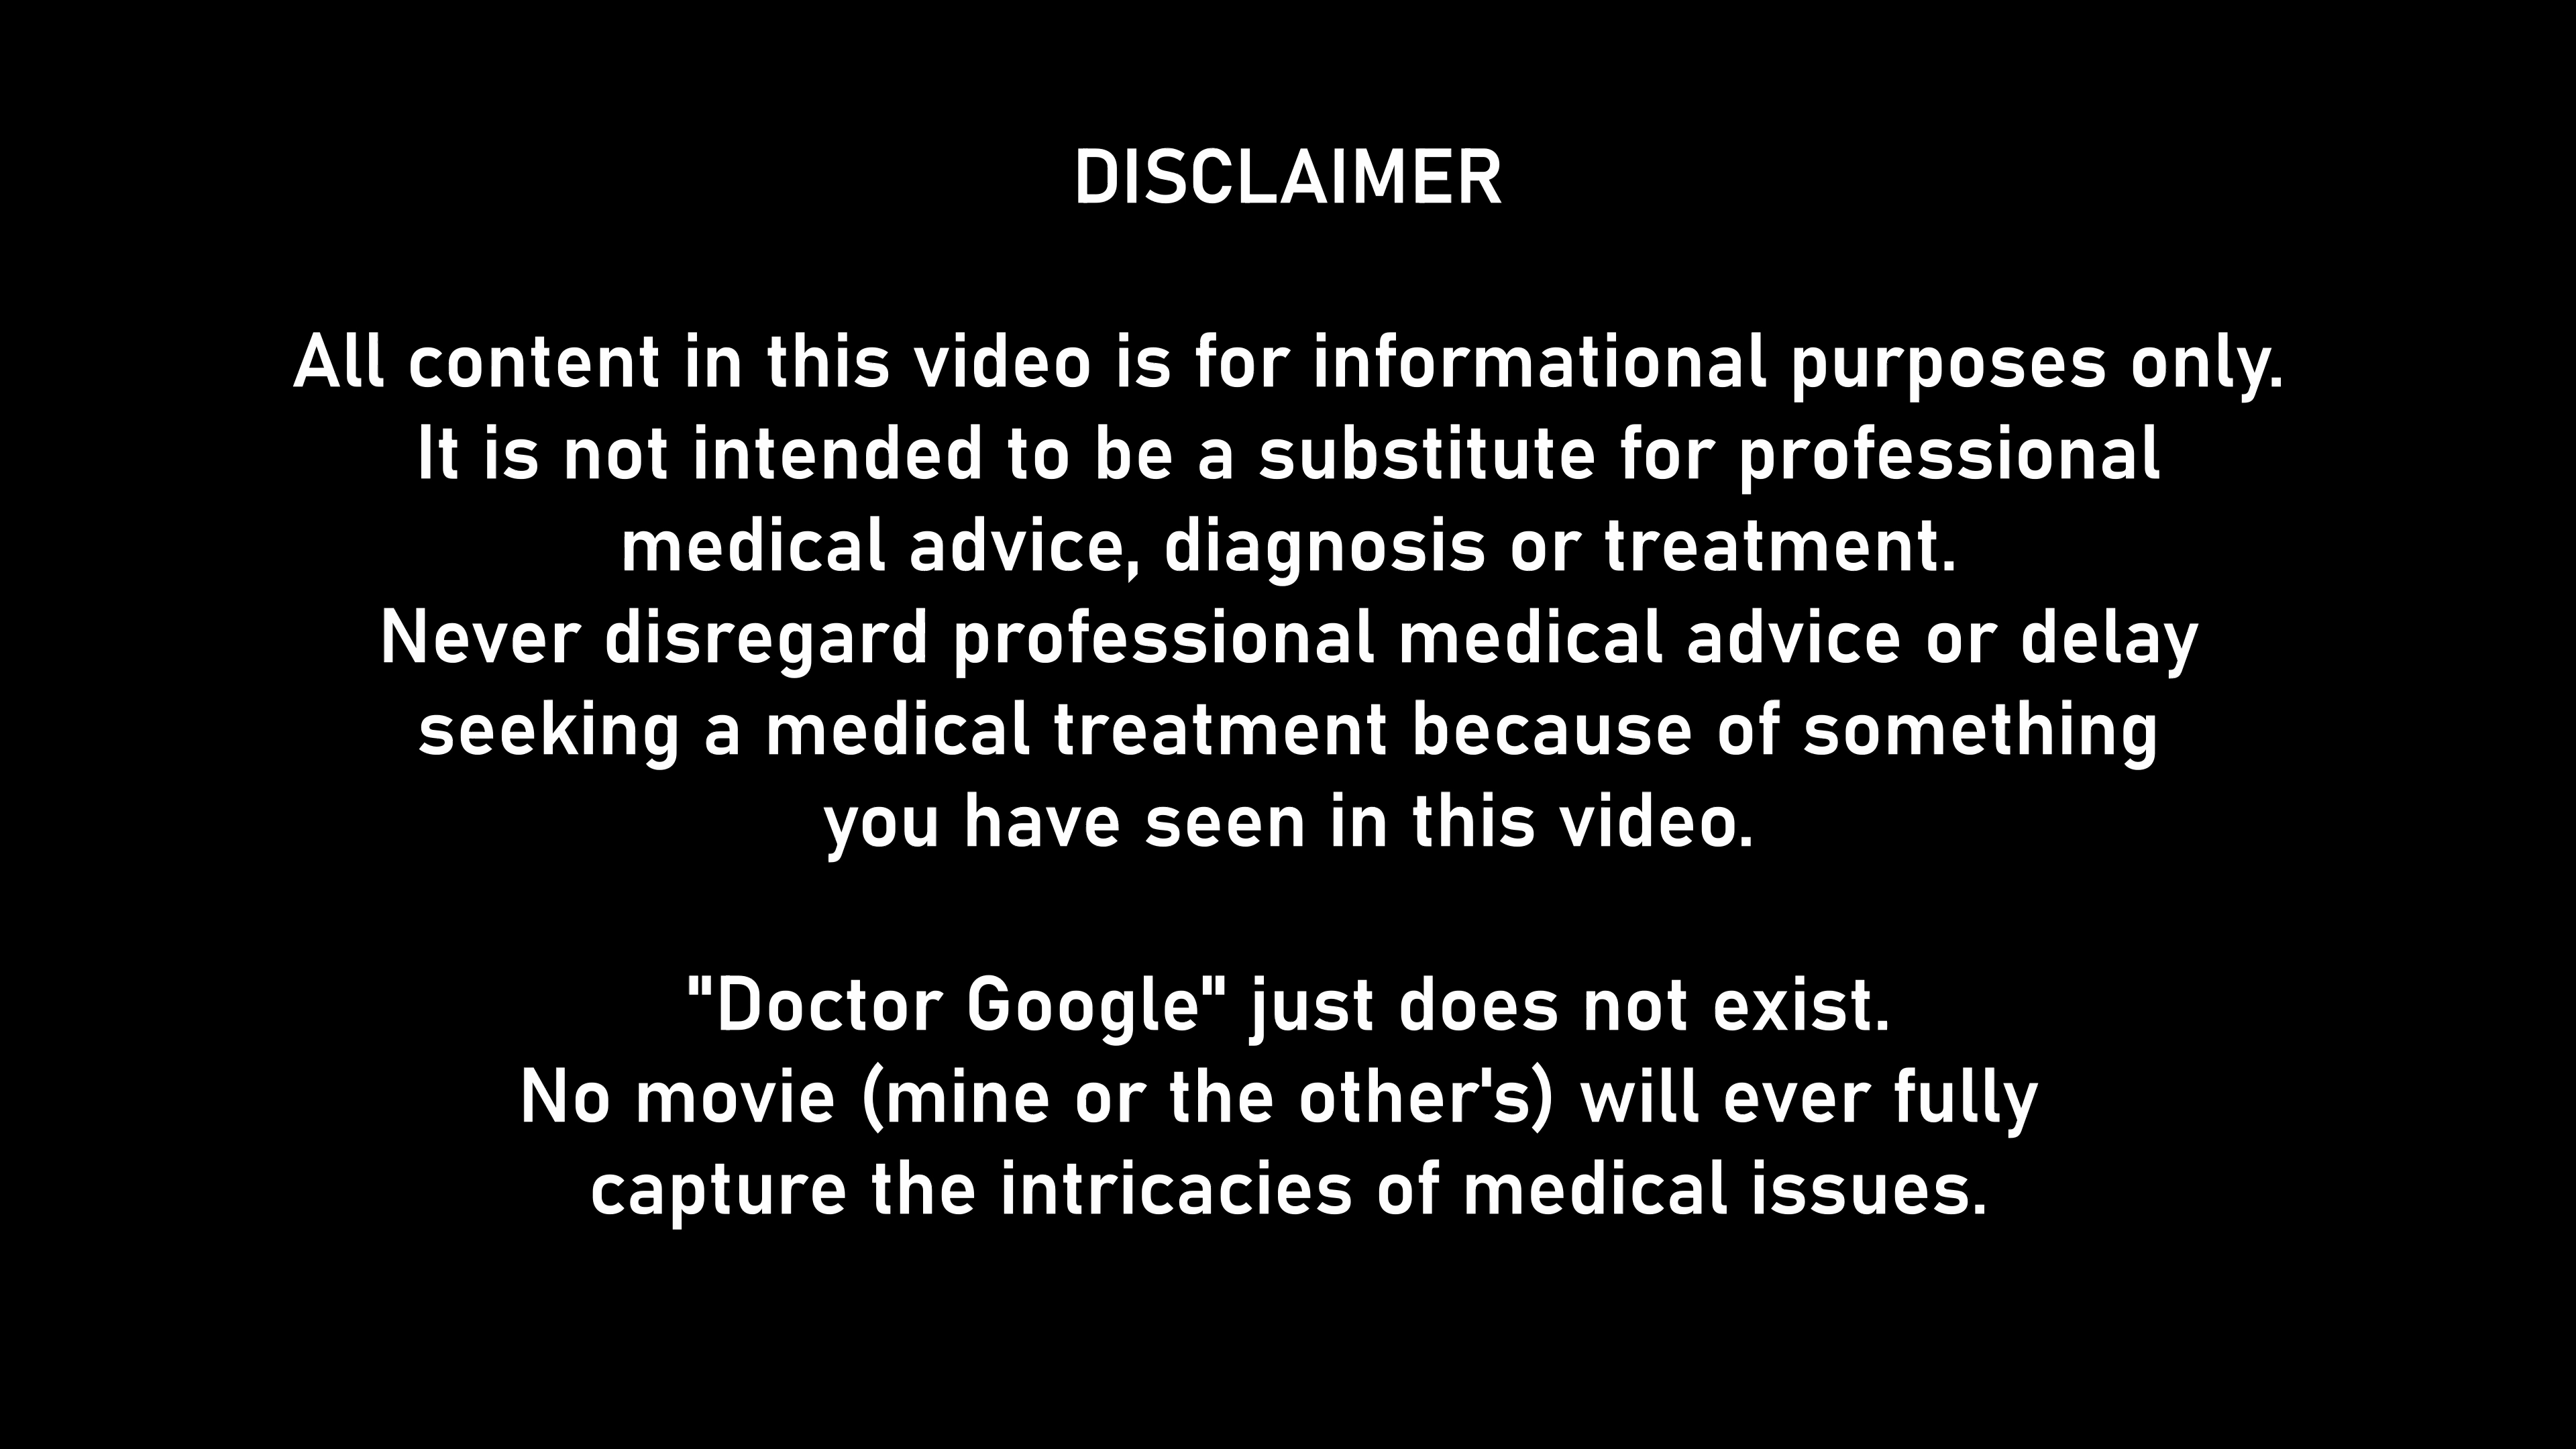 DISCLAIMER
All content in this video is for informational purposes only.
It is not intended to be a substitute for professional
medical advice, diagnosis or treatment.
Never disregard professional medical advice or delay
seeking a medical treatment because of something
you have seen in this video.
"Doctor Google" just does not exist.
No movie (mine or the other's) will ever fully
capture the intricacies of medical issues.